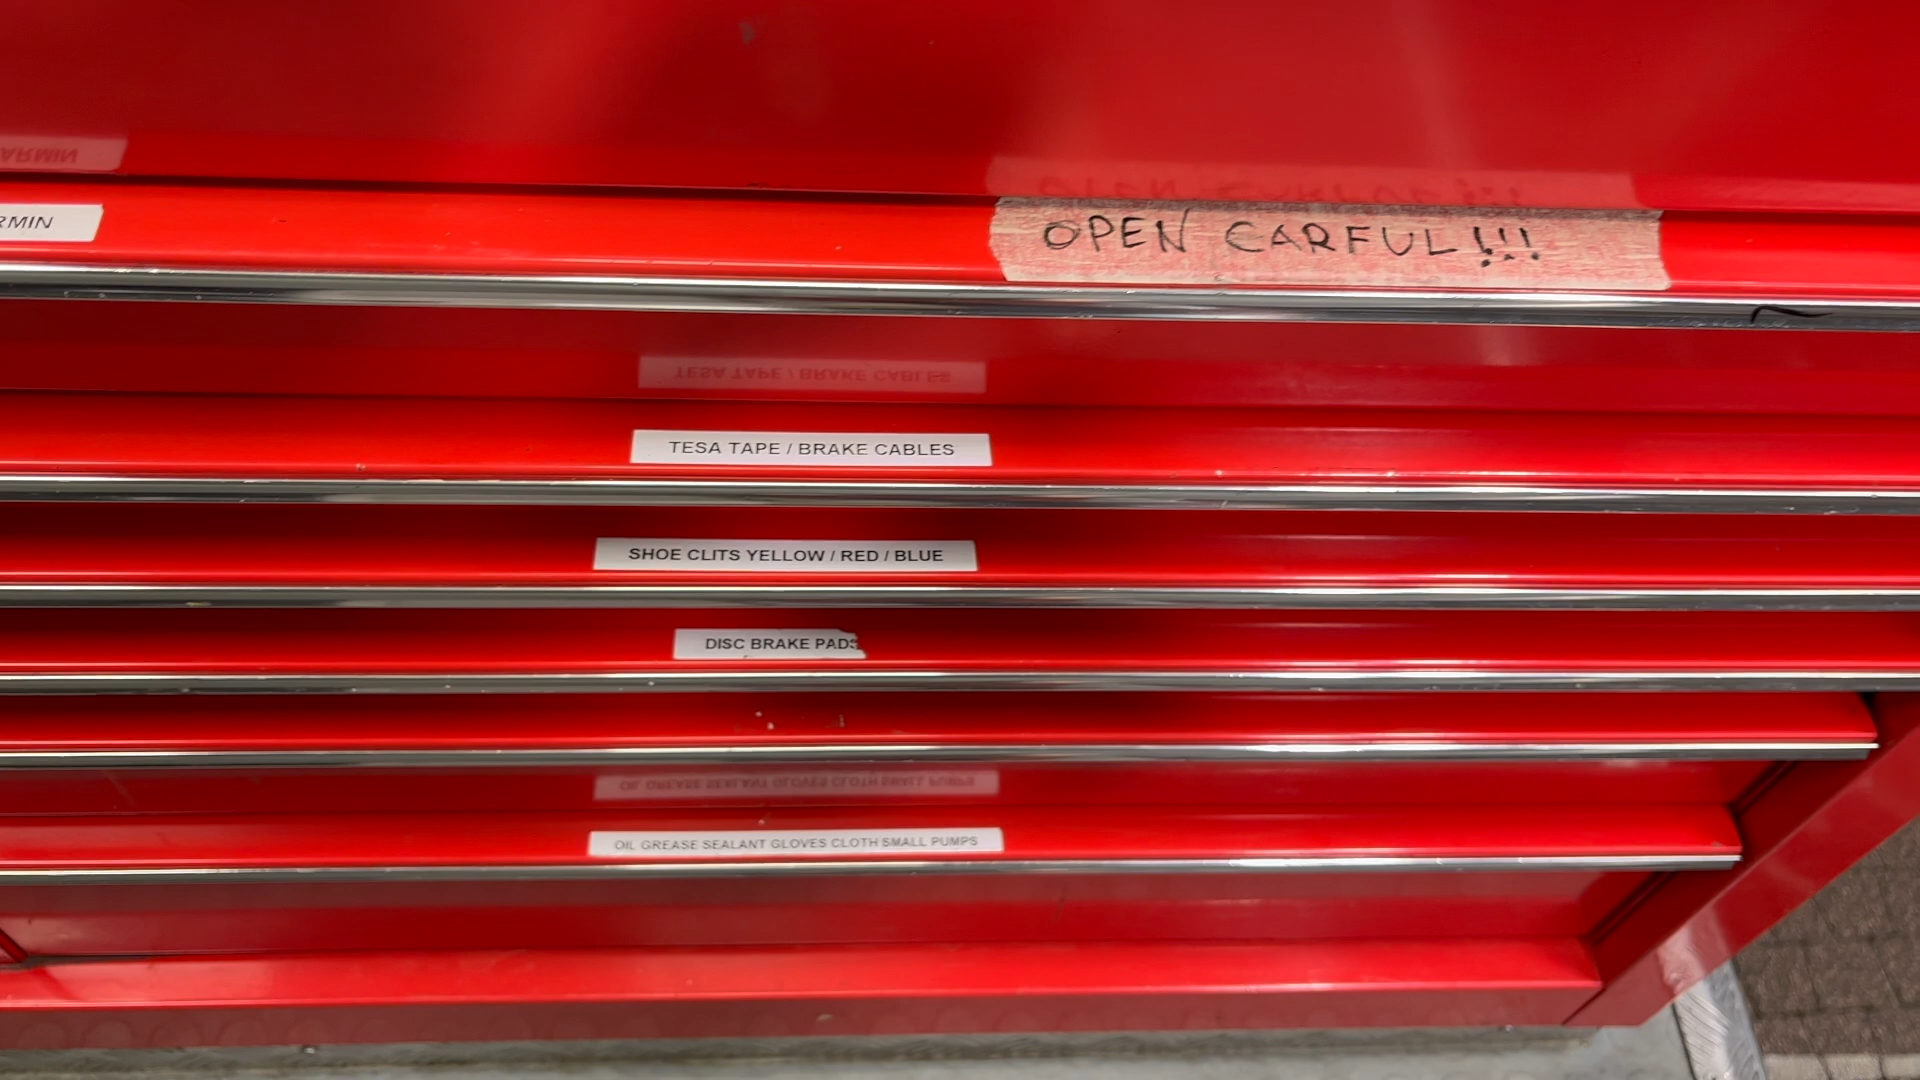 RMIN
OPEN CARFUL!!!
TESA TAPE / BRAKE CABLES
SHOE CLITS YELLOW / RED / BLUE
DISC BRAKE PADS
OIL GREASE SEALANT GLOVES CLOTH SMALL PUMPS